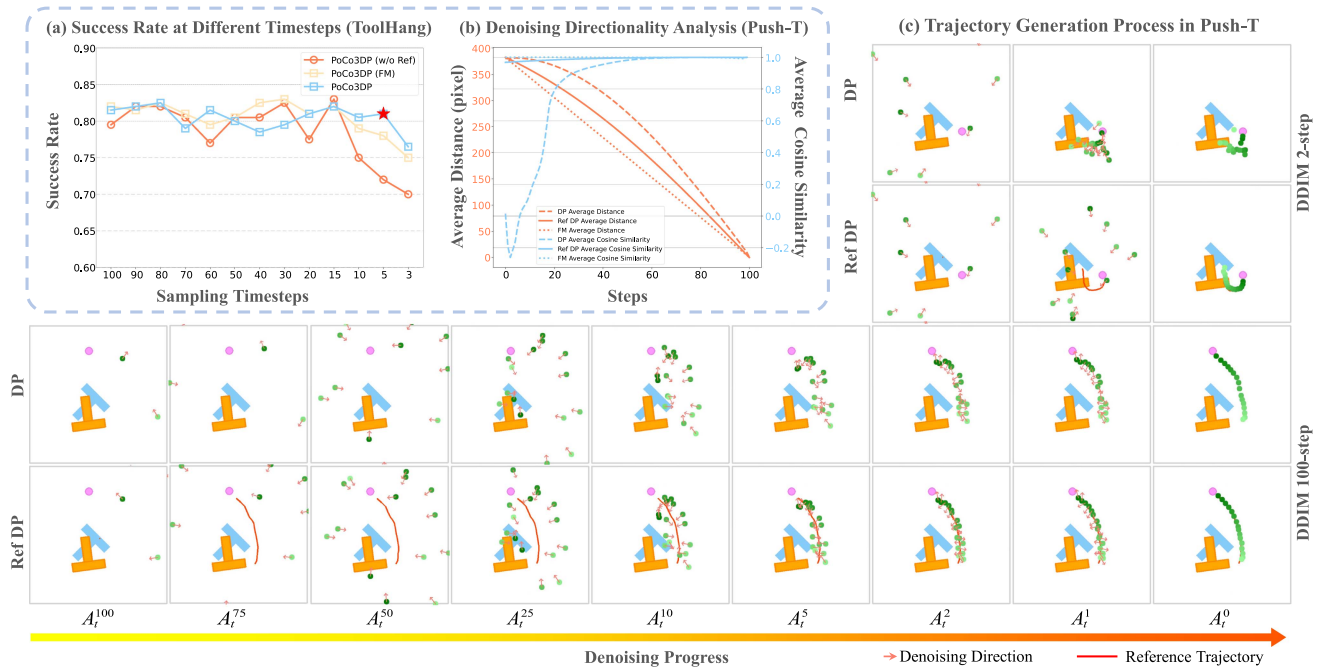 (a) Success Rate at Different Timesteps (ToolHang)
0.90
0.85
0.80
0.75
0.70
0.65
0.60
Success Rate
PoCo3DP (w/o Ref)
PoCo3DP (FM)
PoCo3DP
100 90 80 70 60 50 40 30 20 15 10 5 3
Sampling Timesteps
(b) Denoising Directionality Analysis (Push-T)
400
350
300
250
200
150
100
50
0
Average Distance (pixel)
1.0
0.8
0.6
0.4
0.2
0.0
−0.2
Average Cosine Similarity
DP Average Distance
Ref DP Average Distance
FM Average Distance
DP Average Cosine Similarity
Ref DP Average Cosine Similarity
FM Average Cosine Similarity
0 20 40 60 80 100
Steps
(c) Trajectory Generation Process in Push-T
DP
Ref DP
DDIM 2-step
DP
Ref DP
DDIM 100-step
A_t^100 A_t^75 A_t^50 A_t^25 A_t^10 A_t^5 A_t^2 A_t^1 A_t^0
Denoising Progress
Denoising Direction
Reference Trajectory